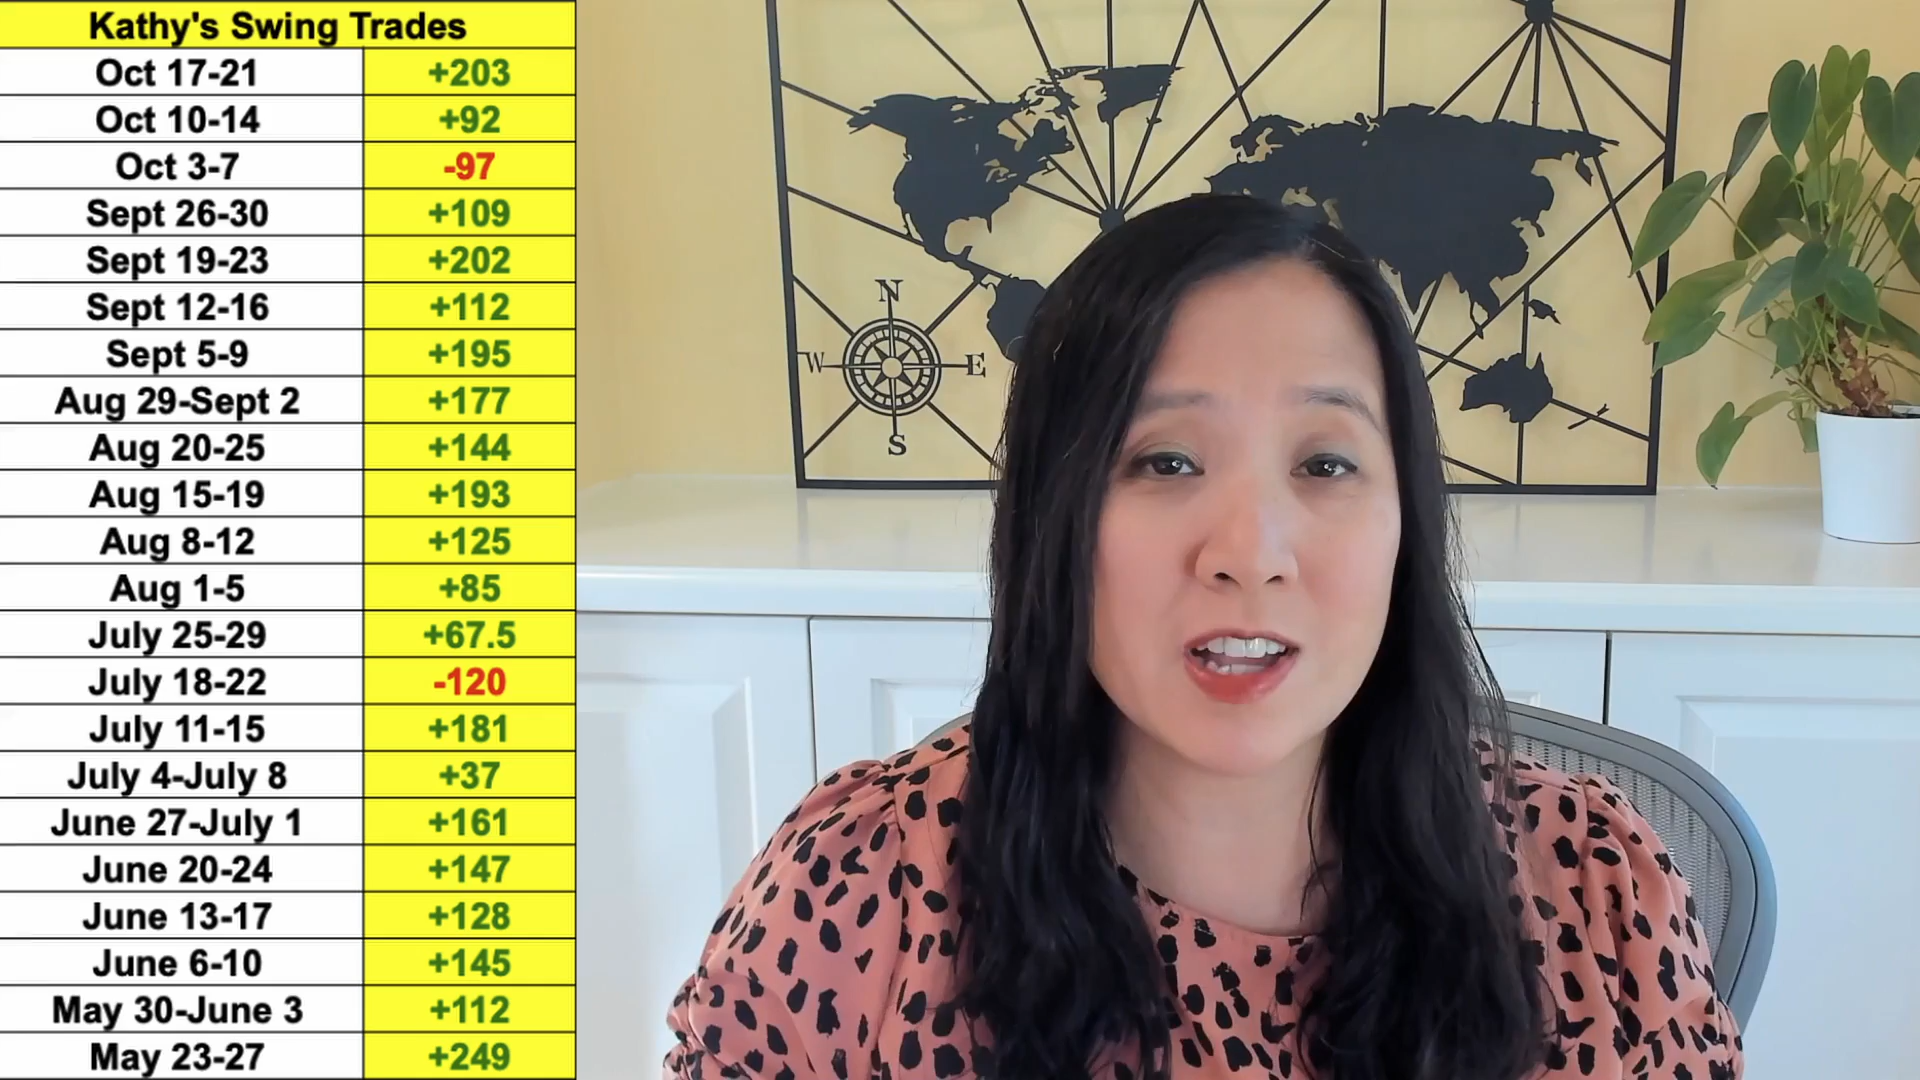 Kathy's Swing Trades
Oct 17-21 +203
Oct 10-14 +92
Oct 3-7 -97
Sept 26-30 +109
Sept 19-23 +202
Sept 12-16 +112
Sept 5-9 +195
Aug 29-Sept 2 +177
Aug 20-25 +144
Aug 15-19 +193
Aug 8-12 +125
Aug 1-5 +85
July 25-29 +67.5
July 18-22 -120
July 11-15 +181
July 4-July 8 +37
June 27-July 1 +161
June 20-24 +147
June 13-17 +128
June 6-10 +145
May 30-June 3 +112
May 23-27 +249
N
W E
S